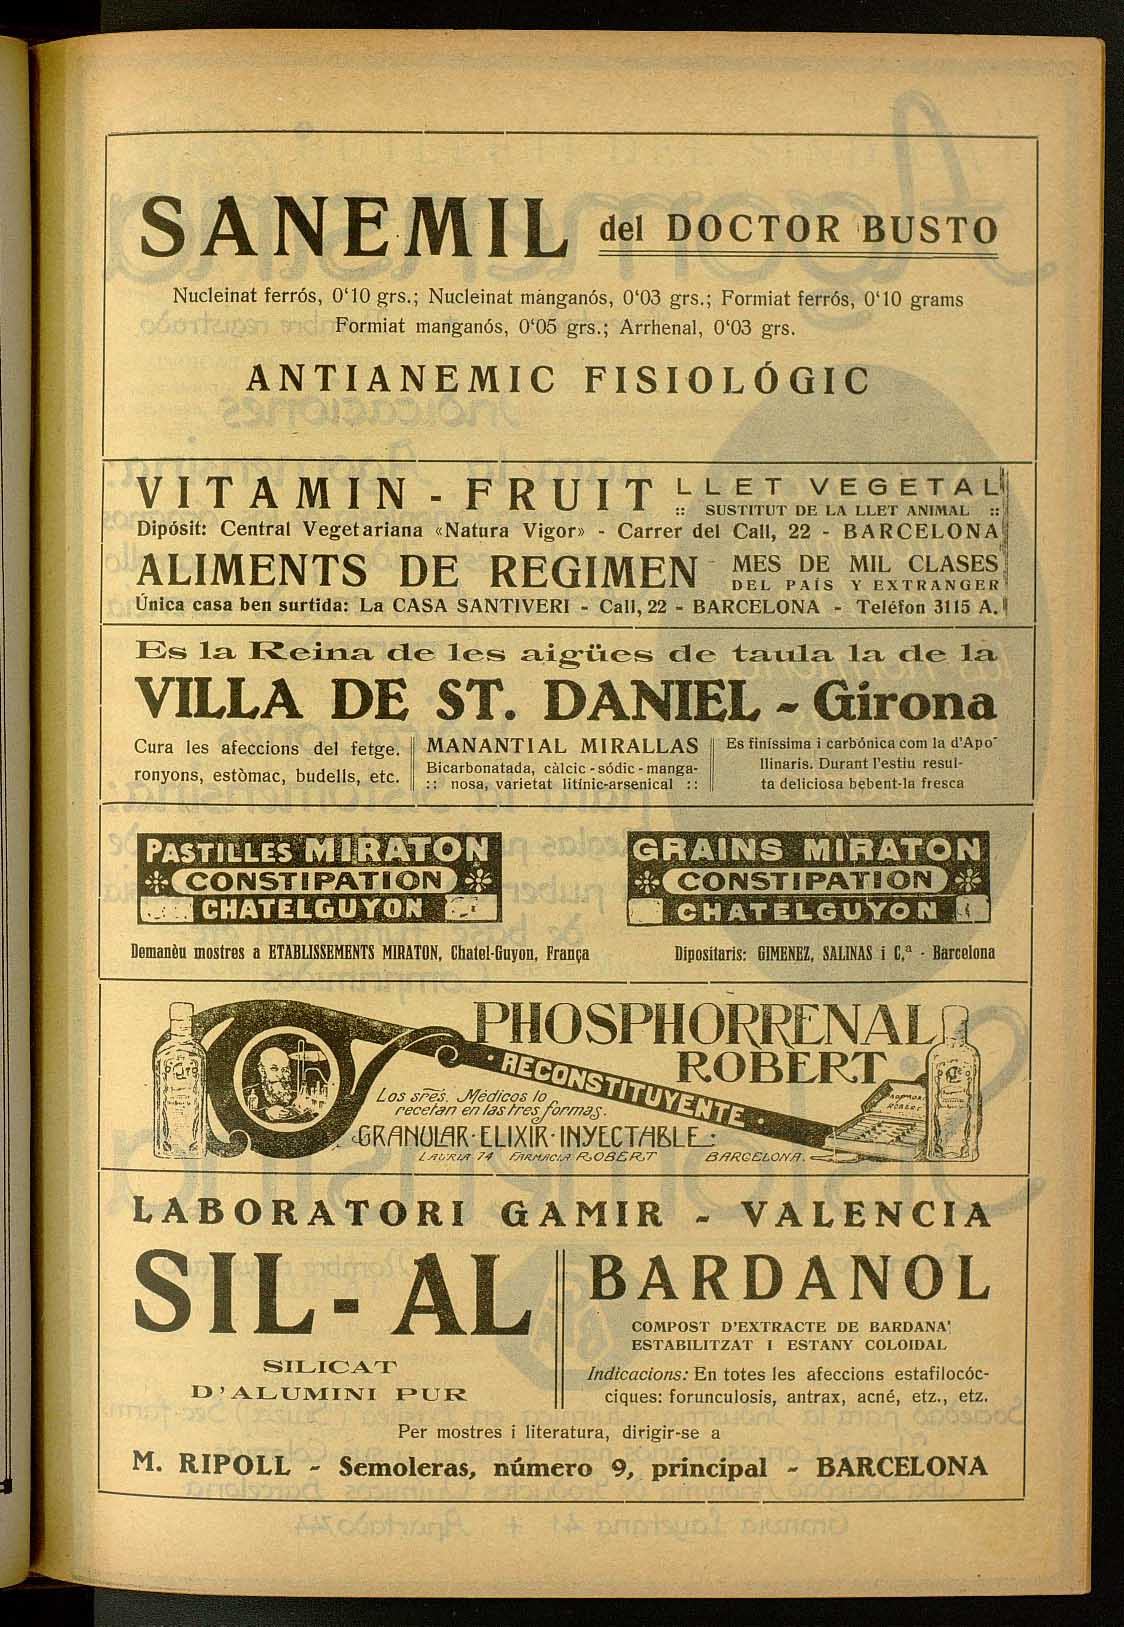 SANEMIL del DOCTOR BUSTO
Nucleinat ferrós, 0'10 grs.; Nucleinat manganós, 0'03 grs.; Formiat ferrós, 0'10 grams
Formiat manganós, 0'05 grs.; Arrhenal, 0'03 grs.
ANTIANEMIC FISIOLÓGIC
VITAMIN - FRUIT LLET VEGETAL
:: SUSTITUT DE LA LLET ANIMAL ::
Dipósit: Central Vegetariana «Natura Vigor» - Carrer del Call, 22 - BARCELONA
ALIMENTS DE REGIMEN - MES DE MIL CLASES
DEL PAÍS Y EXTRANGER
Única casa ben surtida: La CASA SANTIVERI - Call, 22 - BARCELONA - Teléfon 3115 A.
Es la Reina de les aigües de taula la de la
VILLA DE ST. DANIEL - Girona
Cura les afeccions del fetge.
ronyons, estòmac, budells, etc.
MANANTIAL MIRALLAS
Bicarbonatada, càlcic - sódic - manga-
:: nosa, varietat litínic-arsenical ::
Es finíssima i carbónica com la d'Apo-
llinaris. Durant l'estiu resul-
ta deliciosa bebent-la fresca
PASTILLES MIRATON
CONSTIPATION
CHATELGUYON
Demanèu mostres a ETABLISSEMENTS MIRATON, Chatel-Guyon, França
GRAINS MIRATON
CONSTIPATION
CHATELGUYON
Dipositaris: GIMENEZ, SALINAS i C.ª - Barcelona
PHOSPHORRENAL
ROBERT
· RECONSTITUYENTE ·
Los sres. Médicos lo
recetan en las tres formas.
GRANULAR · ELIXIR · INYECTABLE ·
LAURIA 74 FARMACIA ROBERT BARCELONA.
LABORATORI GAMIR - VALENCIA
SIL - AL
SILICAT
D'ALUMINI PUR
BARDANOL
COMPOST D'EXTRACTE DE BARDANA
ESTABILITZAT I ESTANY COLOIDAL
Indicacions: En totes les afeccions estafilocóc-
ciques: forunculosis, antrax, acné, etz., etz.
Per mostres i literatura, dirigir-se a
M. RIPOLL - Semoleras, número 9, principal - BARCELONA